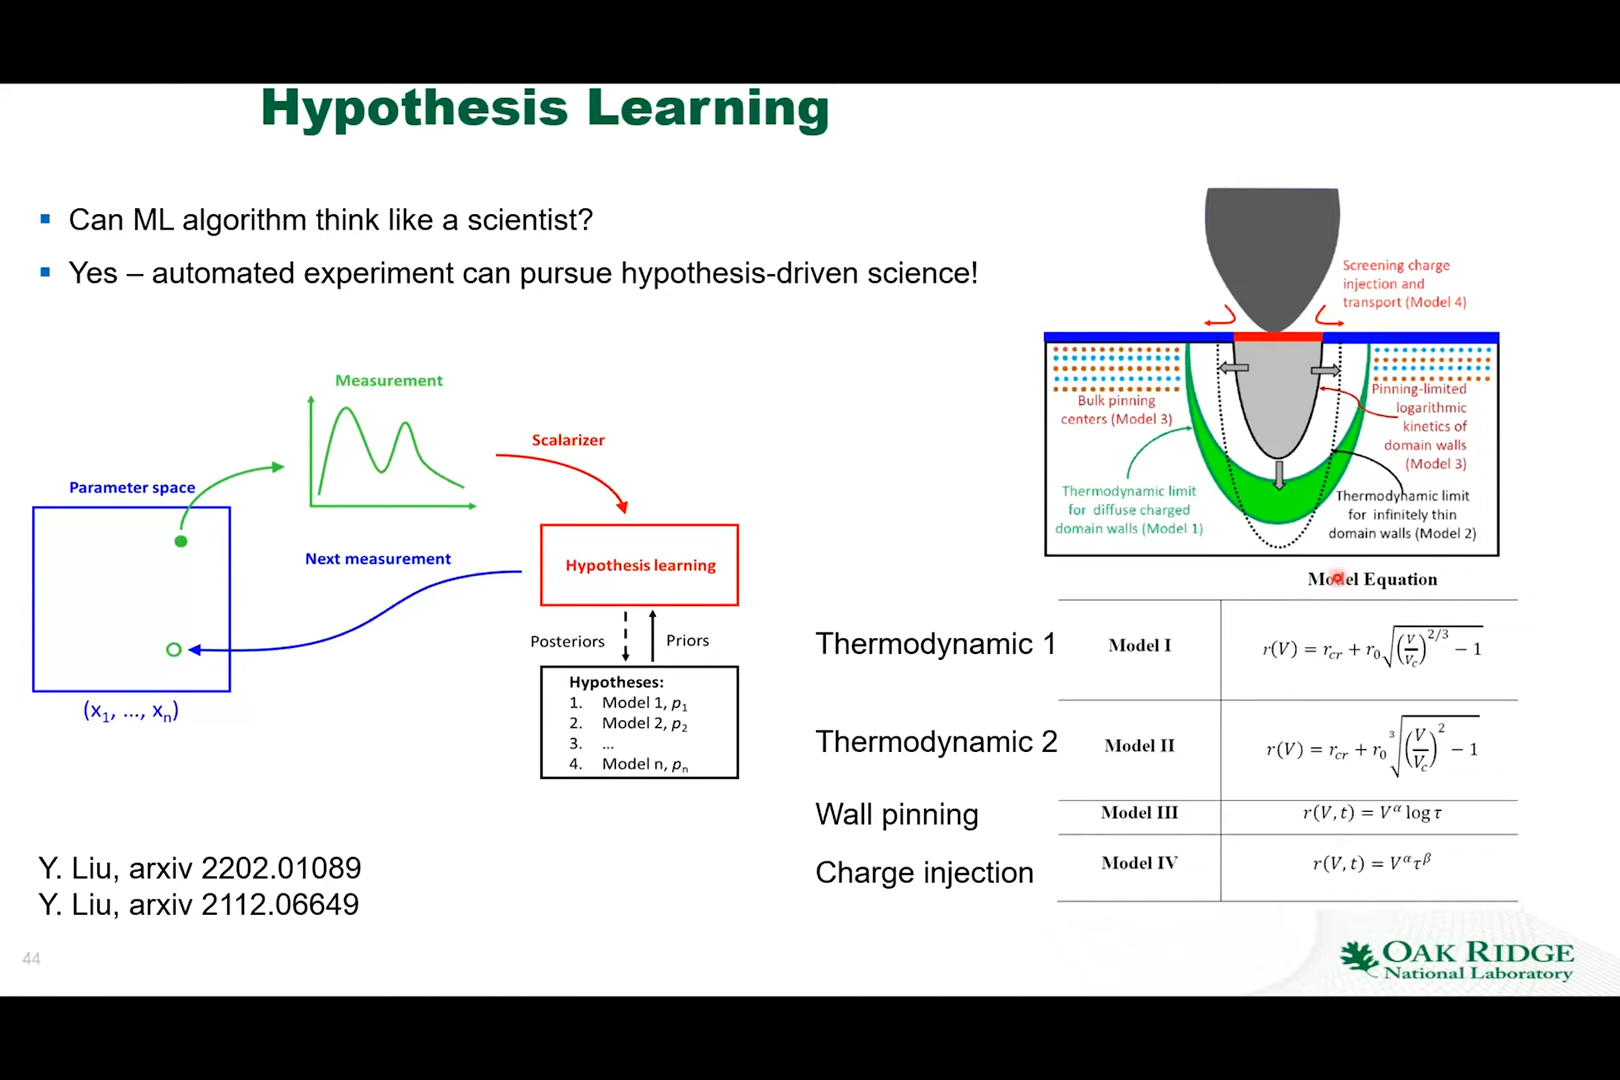 Hypothesis Learning
▪ Can ML algorithm think like a scientist?
▪ Yes – automated experiment can pursue hypothesis-driven science!
Measurement
Scalarizer
Parameter space
Next measurement
Hypothesis learning
Posteriors
Priors
Hypotheses:
1. Model 1, p₁
2. Model 2, p₂
3. ...
4. Model n, pₙ
(x₁, ..., xₙ)
Y. Liu, arxiv 2202.01089
Y. Liu, arxiv 2112.06649
44
Screening charge
injection and
transport (Model 4)
Bulk pinning
centers (Model 3)
Pinning-limited
logarithmic
kinetics of
domain walls
(Model 3)
Thermodynamic limit
for diffuse charged
domain walls (Model 1)
Thermodynamic limit
for infinitely thin
domain walls (Model 2)
Model Equation
Thermodynamic 1
Model I
r(V) = r_cr + r₀√((V/V_c)^(2/3) − 1)
Thermodynamic 2
Model II
r(V) = r_cr + r₀∛((V/V_c)² − 1)
Wall pinning
Model III
r(V, t) = V^α log τ
Charge injection
Model IV
r(V, t) = V^α τ^β
OAK RIDGE
National Laboratory